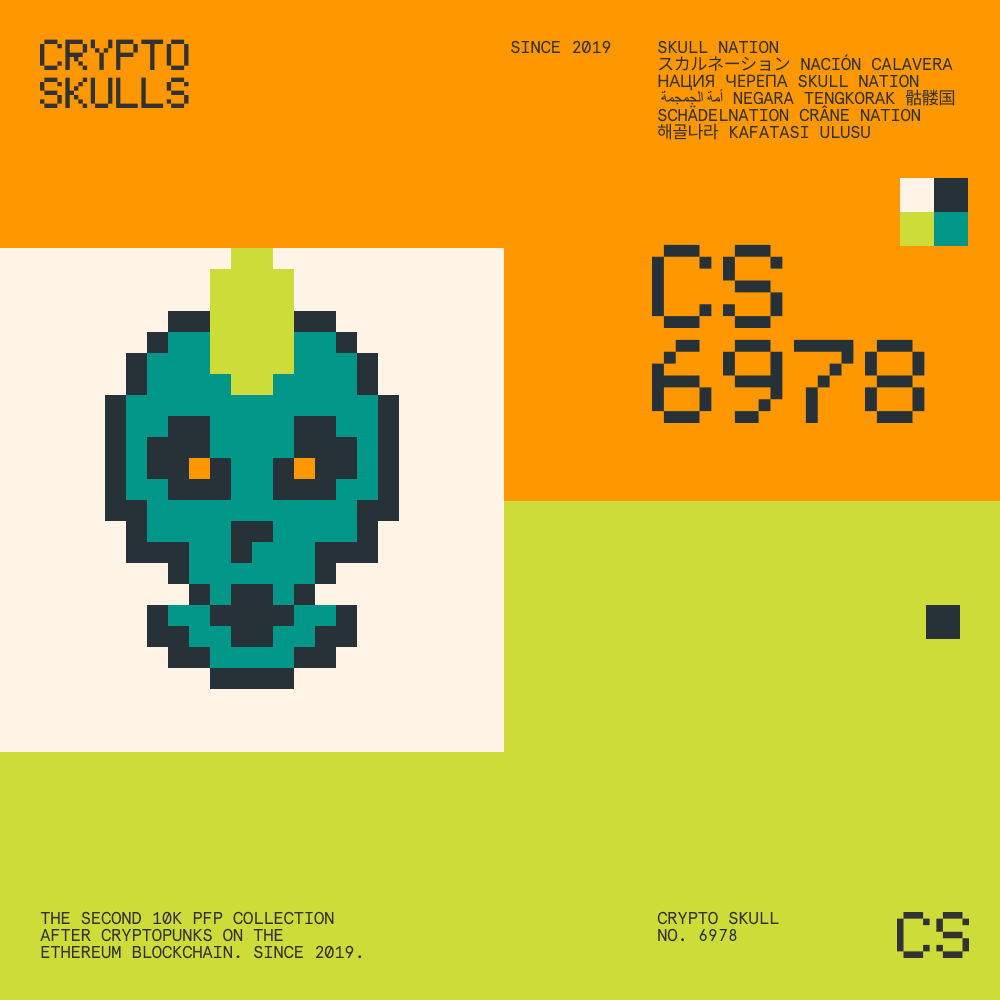 CRYPTO
SKULLS
SINCE 2019
SKULL NATION
スカルネーション NACIÓN CALAVERA
НАЦИЯ ЧЕРЕПА SKULL NATION
أمة الجمجمة NEGARA TENGKORAK 骷髅国
SCHÄDELNATION CRÂNE NATION
해골나라 KAFATASI ULUSU
CS
6978
THE SECOND 10K PFP COLLECTION
AFTER CRYPTOPUNKS ON THE
ETHEREUM BLOCKCHAIN. SINCE 2019.
CRYPTO SKULL
NO. 6978
CS